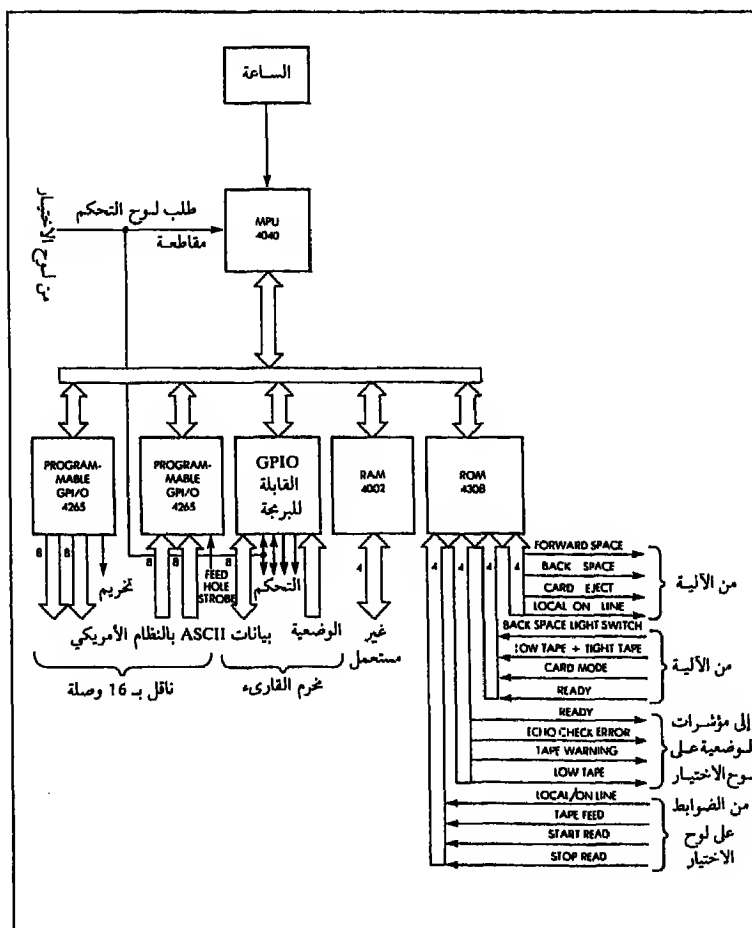 الساعة
MPU
4040
طلب لوح التحكم
مقاطعة
من لوح الاختيار
PROGRAM-
MABLE
GPI/O
4265
PROGRAM-
MABLE
GPI/O
4265
GPIO
القابلة
للبرمجة
RAM
4002
ROM
4308
8
8
8
8
8
4
4
4
4
4
تخريم
FEED
HOLE
STROBE
التحكم
بيانات ASCII بالنظام الأمريكي
الوضعية
غير
مستعمل
ناقل بـ 16 وصلة
مخرم القارىء
FORWARD SPACE
BACK SPACE
CARD EJECT
LOCAL ON LINE
من الآلية
BACK SPACE LIGHT SWITCH
LOW TAPE + TIGHT TAPE
CARD MODE
READY
من الآلية
READY
ECHO CHECK ERROR
TAPE WARNING
LOW TAPE
إلى مؤشرات
الوضعية على
لوح الاختيار
LOCAL/ON LINE
TAPE FEED
START READ
STOP READ
من الضوابط
على لوح
الاختيار